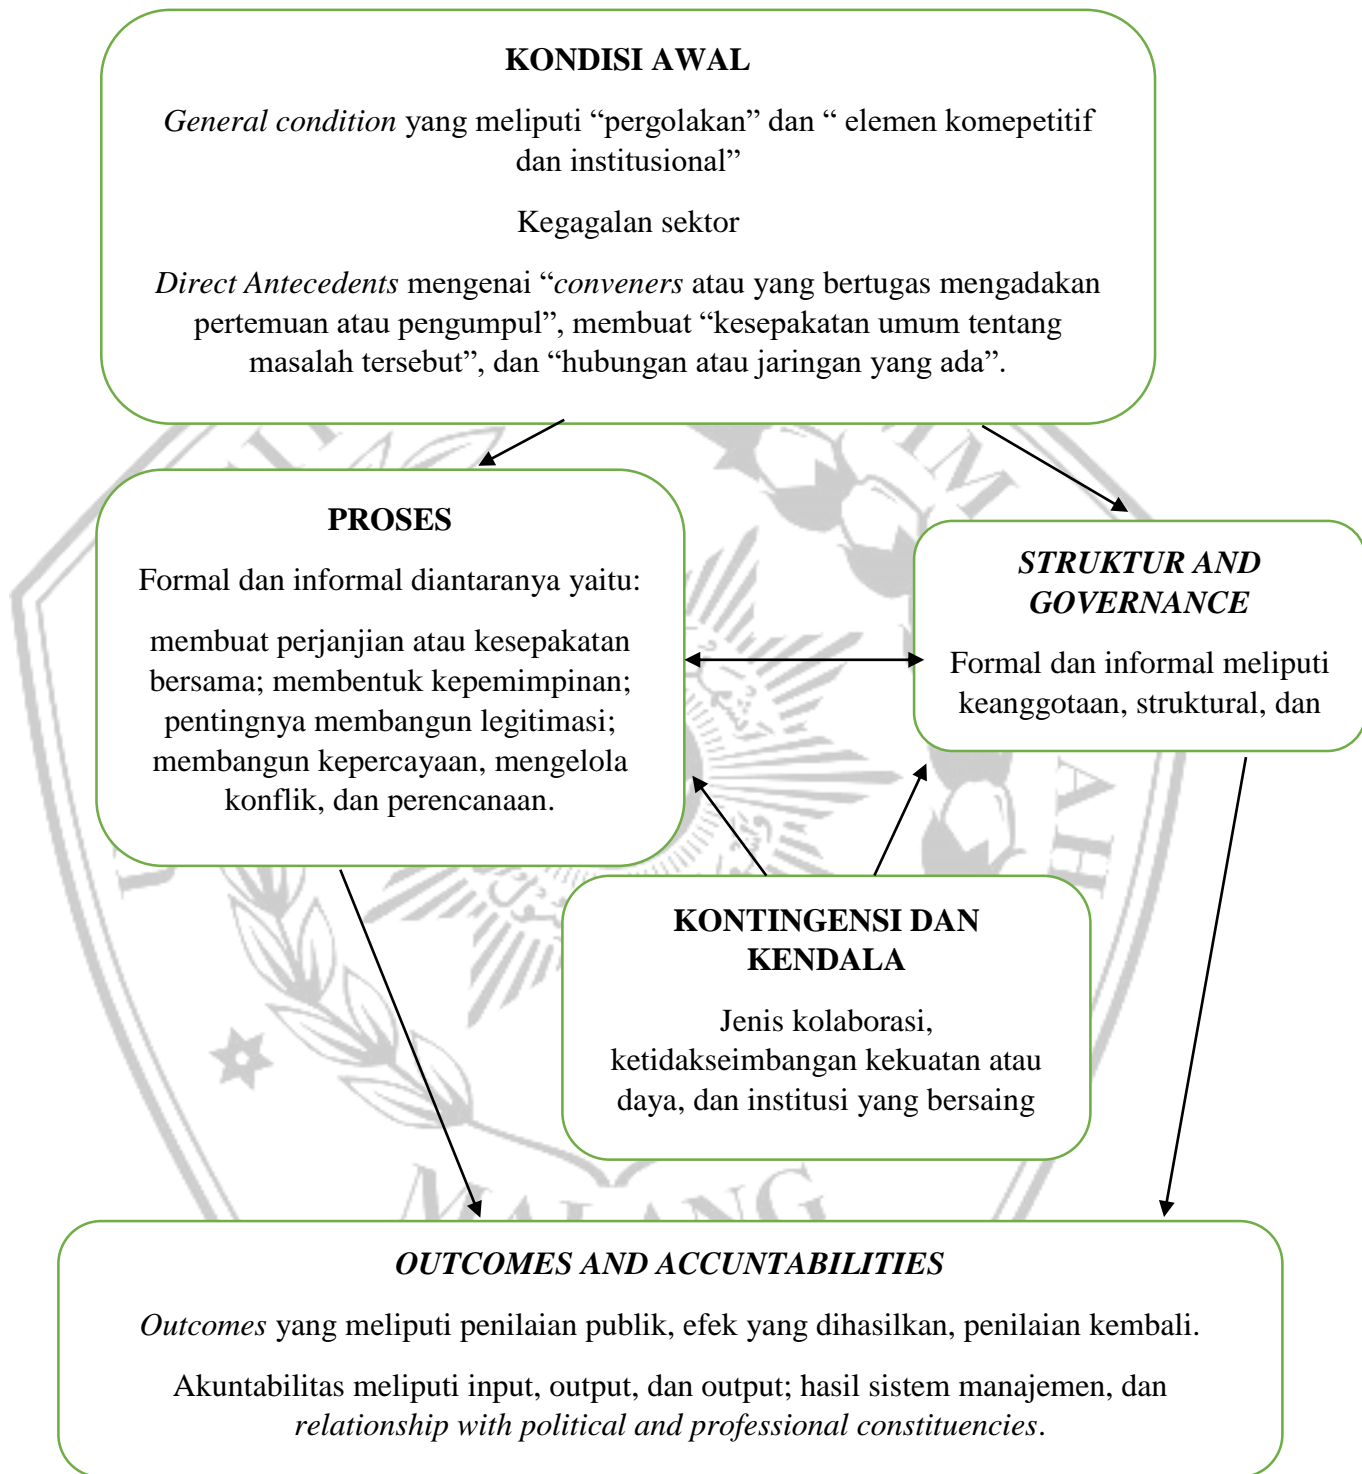 KONDISI AWAL
General condition yang meliputi “pergolakan” dan “ elemen komepetitif
dan institusional”
Kegagalan sektor
Direct Antecedents mengenai “conveners atau yang bertugas mengadakan
pertemuan atau pengumpul”, membuat “kesepakatan umum tentang
masalah tersebut”, dan “hubungan atau jaringan yang ada”.
PROSES
Formal dan informal diantaranya yaitu:
membuat perjanjian atau kesepakatan
bersama; membentuk kepemimpinan;
pentingnya membangun legitimasi;
membangun kepercayaan, mengelola
konflik, dan perencanaan.
STRUKTUR AND
GOVERNANCE
Formal dan informal meliputi
keanggotaan, struktural, dan
KONTINGENSI DAN
KENDALA
Jenis kolaborasi,
ketidakseimbangan kekuatan atau
daya, dan institusi yang bersaing
MALANG
OUTCOMES AND ACCUNTABILITIES
Outcomes yang meliputi penilaian publik, efek yang dihasilkan, penilaian kembali.
Akuntabilitas meliputi input, output, dan output; hasil sistem manajemen, dan
relationship with political and professional constituencies.